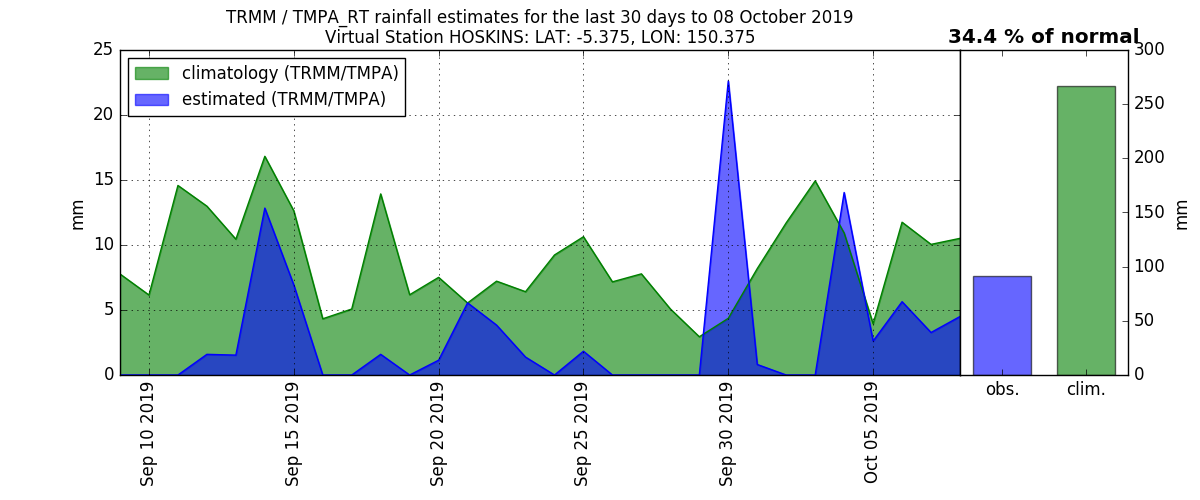 TRMM / TMPA_RT rainfall estimates for the last 30 days to 08 October 2019
Virtual Station HOSKINS: LAT: -5.375, LON: 150.375
34.4 % of normal
climatology (TRMM/TMPA)
estimated (TRMM/TMPA)
25
20
15
10
5
0
mm
Sep 10 2019
Sep 15 2019
Sep 20 2019
Sep 25 2019
Sep 30 2019
Oct 05 2019
obs.
clim.
300
250
200
150
100
50
0
mm